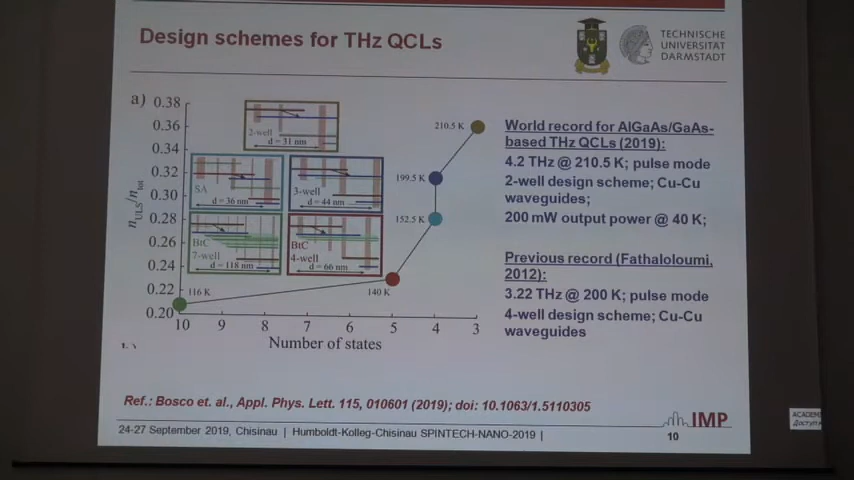 Design schemes for THz QCLs
TECHNISCHE
UNIVERSITÄT
DARMSTADT
a)
0.38
0.36
0.34
0.32
0.30
0.28
0.26
0.24
0.22
0.20
nULS/ntot
2-well
d = 31 nm
SA
d = 36 nm
3-well
d = 44 nm
BtC
7-well
d = 118 nm
BtC
4-well
d = 66 nm
210.5 K
199.5 K
152.5 K
140 K
116 K
10 9 8 7 6 5 4 3
Number of states
World record for AlGaAs/GaAs-
based THz QCLs (2019):
4.2 THz @ 210.5 K; pulse mode
2-well design scheme; Cu-Cu
waveguides;
200 mW output power @ 40 K;
Previous record (Fathaloloumi,
2012):
3.22 THz @ 200 K; pulse mode
4-well design scheme; Cu-Cu
waveguides
Ref.: Bosco et. al., Appl. Phys. Lett. 115, 010601 (2019); doi: 10.1063/1.5110305
24-27 September 2019, Chisinau | Humboldt-Kolleg-Chisinau SPINTECH-NANO-2019 |
IMP
10